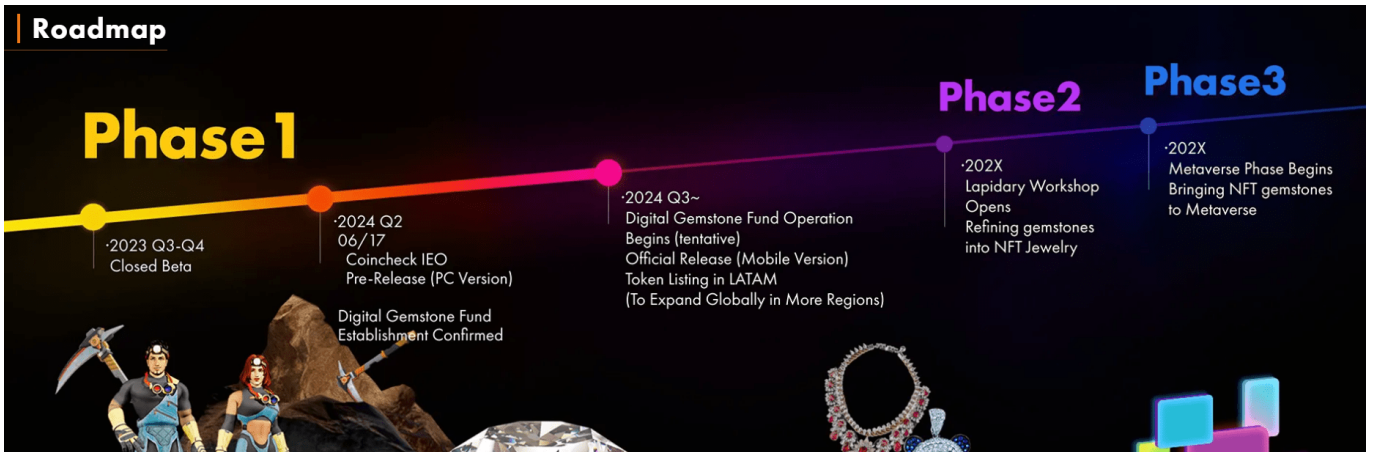 Roadmap
Phase1
·2023 Q3-Q4
Closed Beta
·2024 Q2
06/17
Coincheck IEO
Pre-Release (PC Version)
Digital Gemstone Fund
Establishment Confirmed
·2024 Q3~
Digital Gemstone Fund Operation
Begins (tentative)
Official Release (Mobile Version)
Token Listing in LATAM
(To Expand Globally in More Regions)
Phase2
·202X
Lapidary Workshop
Opens
Refining gemstones
into NFT Jewelry
Phase3
·202X
Metaverse Phase Begins
Bringing NFT gemstones
to Metaverse